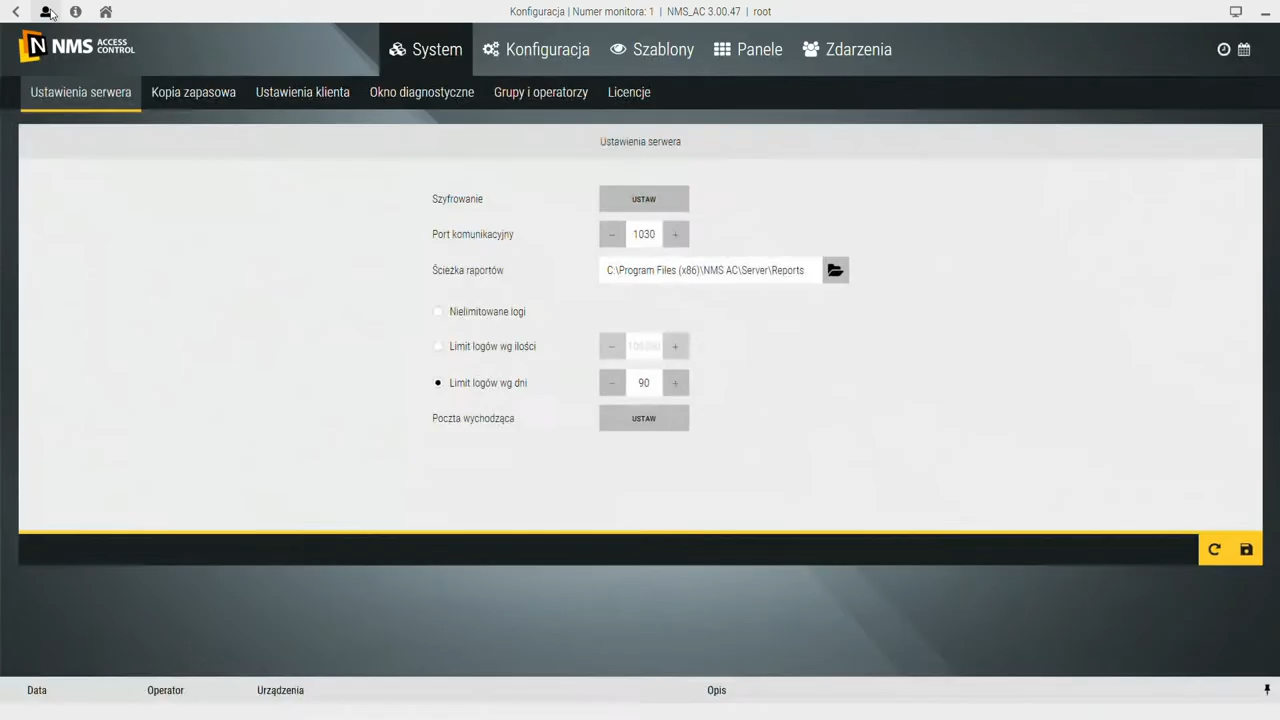 Konfiguracja | Numer monitora: 1 | NMS_AC 3.00.47 | root
N NMS ACCESS CONTROL
System Konfiguracja Szablony Panele Zdarzenia
Ustawienia serwera Kopia zapasowa Ustawienia klienta Okno diagnostyczne Grupy i operatorzy Licencje
Ustawienia serwera
Szyfrowanie USTAW
Port komunikacyjny - 1030 +
Ścieżka raportów C:\Program Files (x86)\NMS AC\Server\Reports
Nielimitowane logi
Limit logów wg ilości - +
Limit logów wg dni - 90 +
Poczta wychodząca USTAW
Data Operator Urządzenia Opis